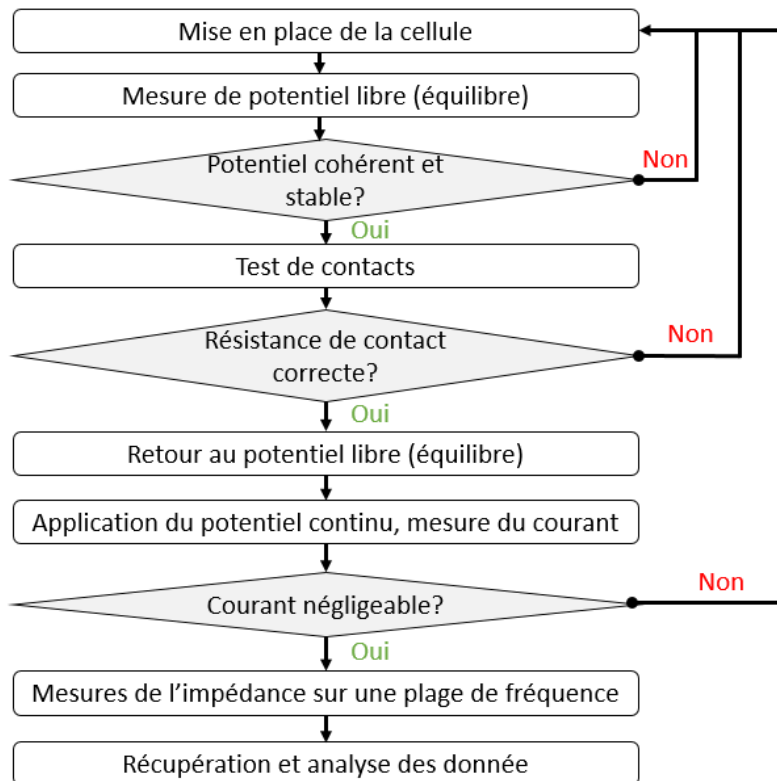 Mise en place de la cellule
Mesure de potentiel libre (équilibre)
Potentiel cohérent et
stable?
Non
Oui
Test de contacts
Résistance de contact
correcte?
Non
Oui
Retour au potentiel libre (équilibre)
Application du potentiel continu, mesure du courant
Courant négligeable?
Non
Oui
Mesures de l’impédance sur une plage de fréquence
Récupération et analyse des donnée